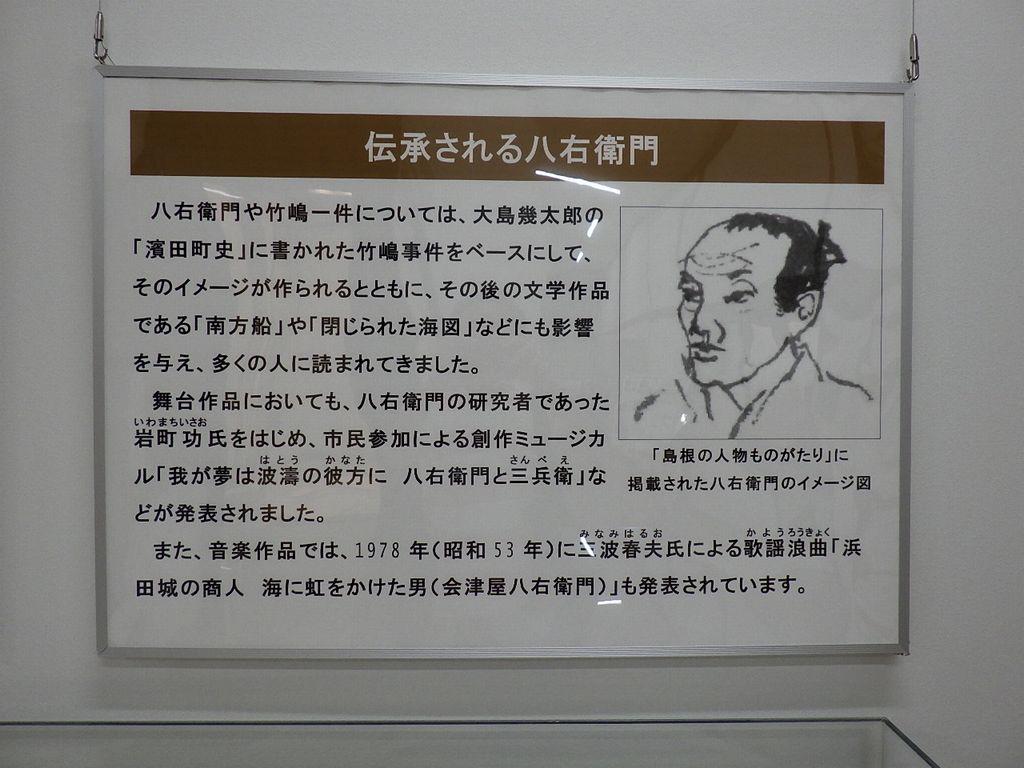 伝承される八右衛門
八右衛門や竹嶋一件については、大島幾太郎の
「濱田町史」に書かれた竹嶋事件をベースにして、
そのイメージが作られるとともに、その後の文学作品
である「南方船」や「閉じられた海図」などにも影響
を与え、多くの人に読まれてきました。
舞台作品においても、八右衛門の研究者であった
いわまちいさお
岩町功氏をはじめ、市民参加による創作ミュージカ
はとう かなた さんべえ
ル「我が夢は波濤の彼方に 八右衛門と三兵衛」な
どが発表されました。
みなみはるお かようろうきょく
また、音楽作品では、1978年(昭和53年)に三波春夫氏による歌謡浪曲「浜
田城の商人 海に虹をかけた男(会津屋八右衛門)」も発表されています。
「島根の人物ものがたり」に
掲載された八右衛門のイメージ図